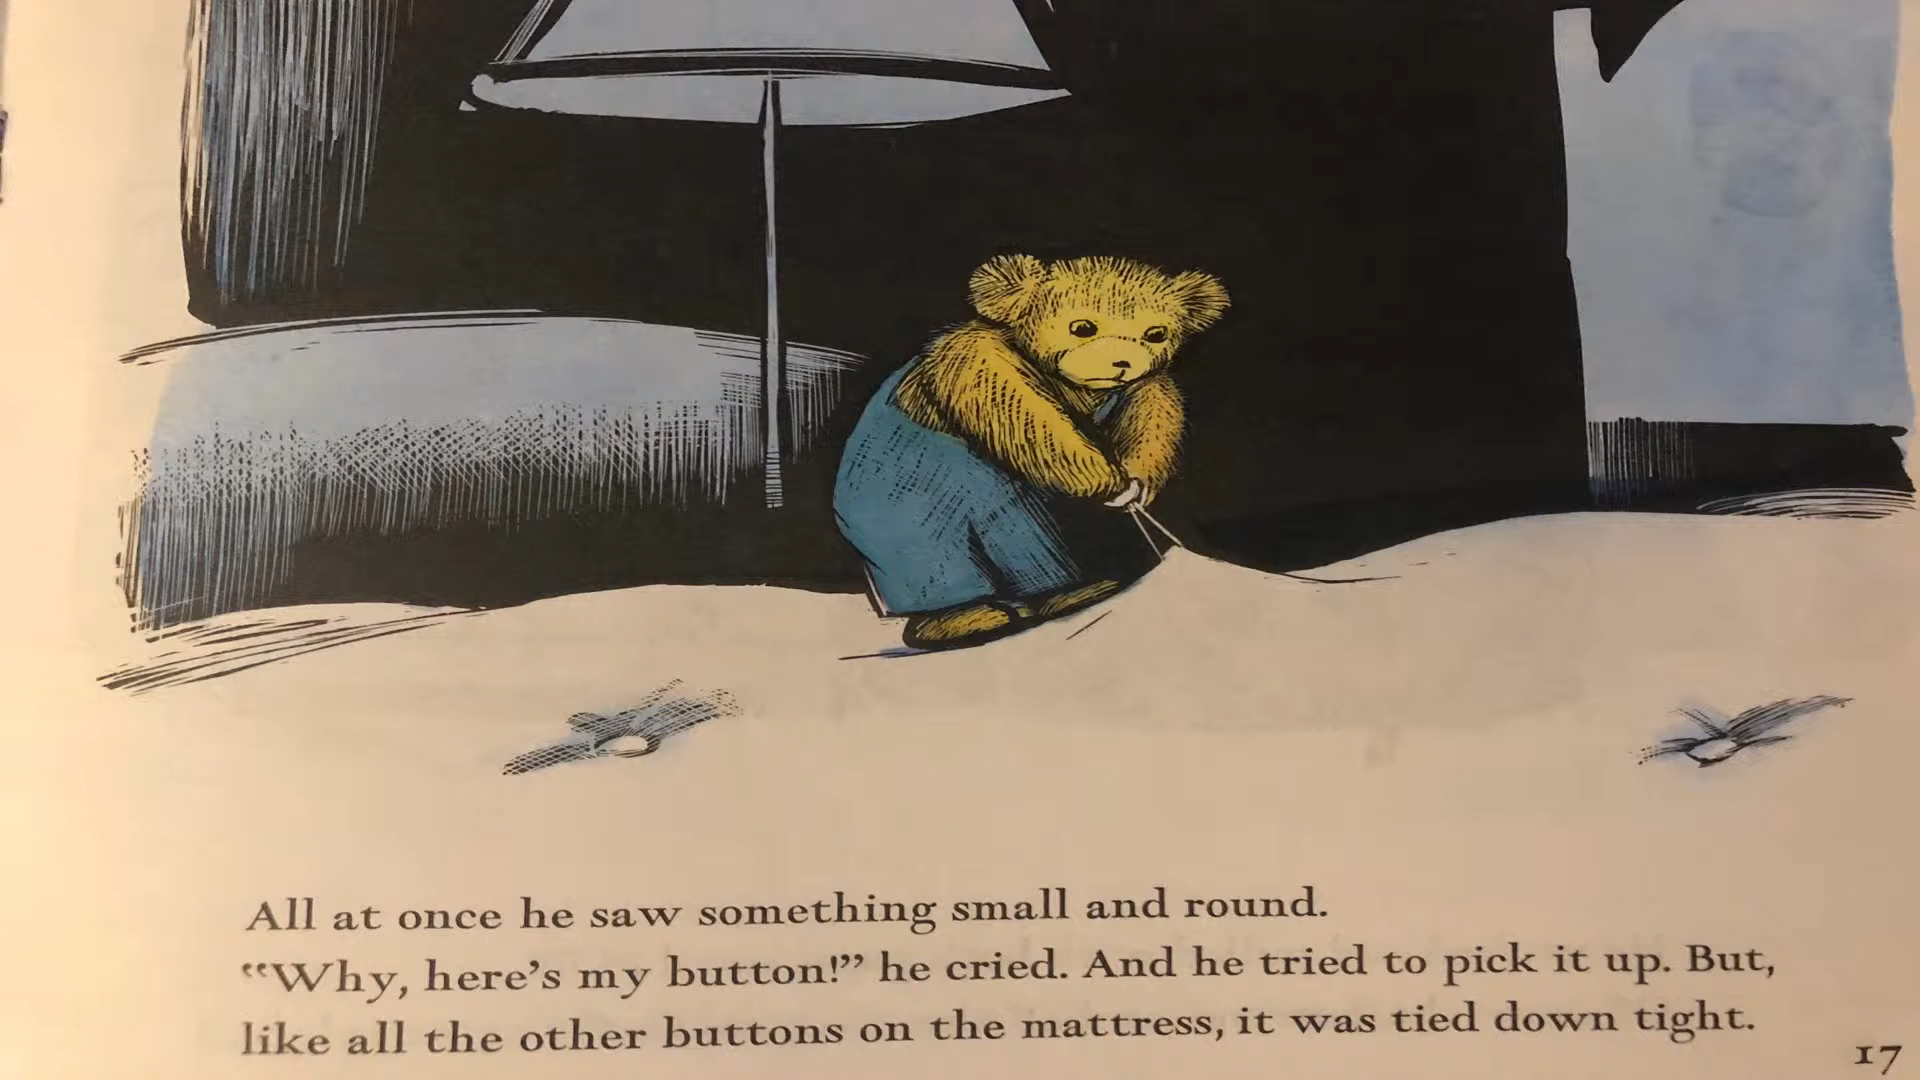 All at once he saw something small and round.
“Why, here’s my button!” he cried. And he tried to pick it up. But,
like all the other buttons on the mattress, it was tied down tight.
17